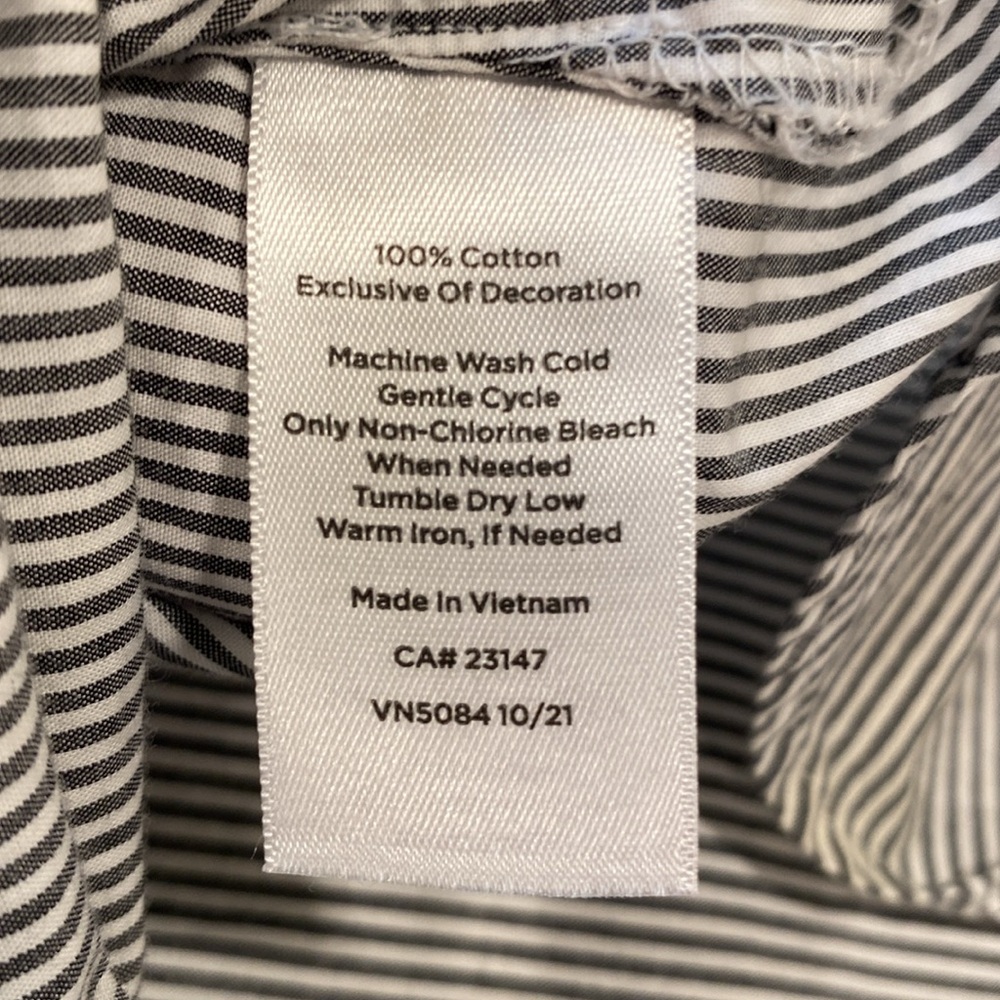 100% Cotton
Exclusive Of Decoration
Machine Wash Cold
Gentle Cycle
Only Non-Chlorine Bleach
When Needed
Tumble Dry Low
Warm Iron, If Needed
Made In Vietnam
CA# 23147
VN5084 10/21